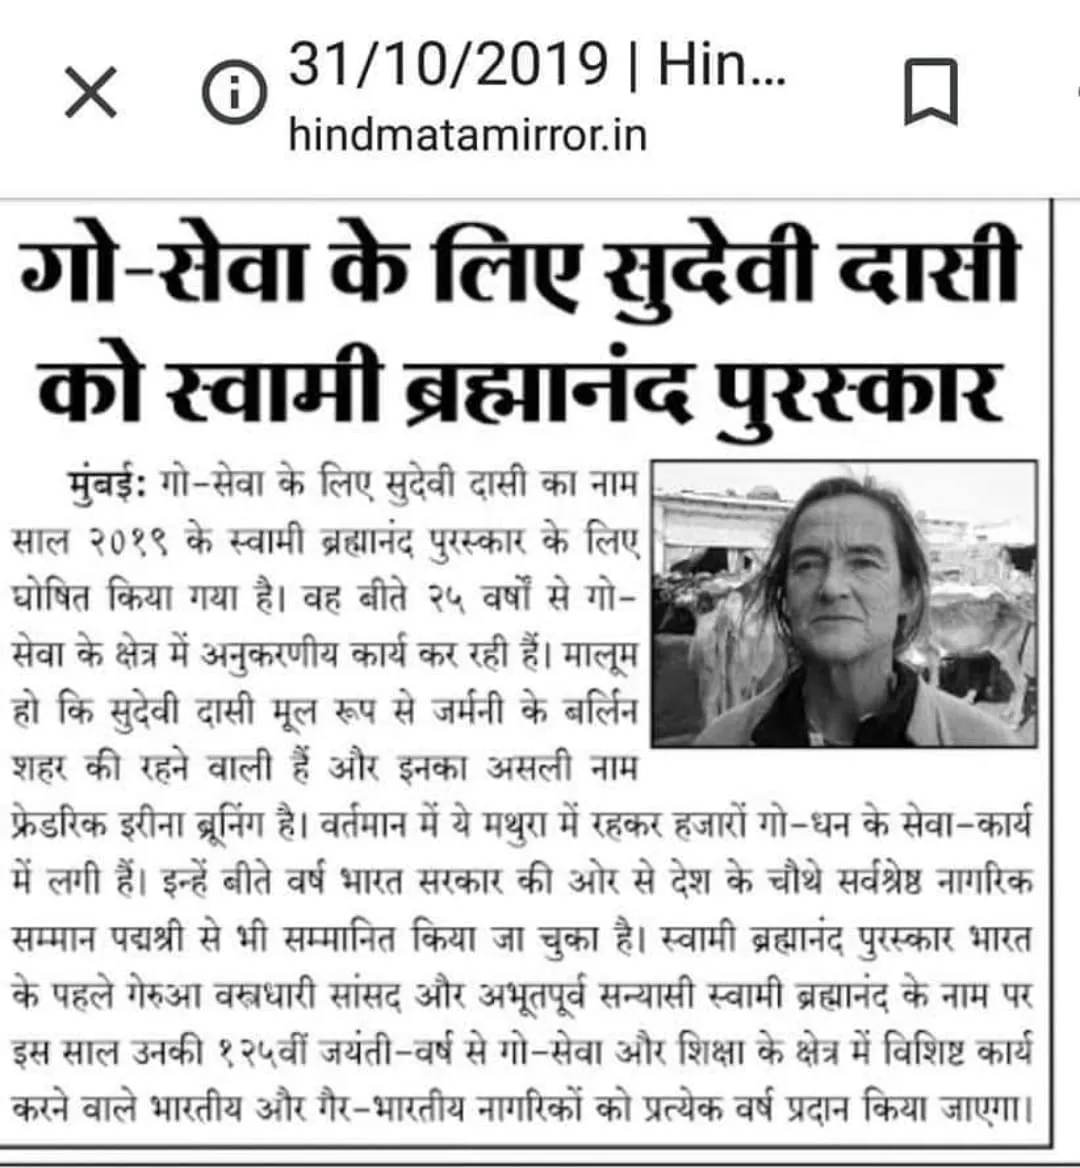 31/10/2019 | Hin...
hindmatamirror.in
गो-सेवा के लिए सुदेवी दासी
को स्वामी ब्रह्मानंद पुरस्कार
मुंबई: गो-सेवा के लिए सुदेवी दासी का नाम
साल २०१९ के स्वामी ब्रह्मानंद पुरस्कार के लिए
घोषित किया गया है। वह बीते २५ वर्षों से गो-
सेवा के क्षेत्र में अनुकरणीय कार्य कर रही हैं। मालूम
हो कि सुदेवी दासी मूल रूप से जर्मनी के बर्लिन
शहर की रहने वाली हैं और इनका असली नाम
फ्रेडरिक इरीना ब्रूनिंग है। वर्तमान में ये मथुरा में रहकर हजारों गो-धन के सेवा-कार्य
में लगी हैं। इन्हें बीते वर्ष भारत सरकार की ओर से देश के चौथे सर्वश्रेष्ठ नागरिक
सम्मान पद्मश्री से भी सम्मानित किया जा चुका है। स्वामी ब्रह्मानंद पुरस्कार भारत
के पहले गेरुआ वस्त्रधारी सांसद और अभूतपूर्व सन्यासी स्वामी ब्रह्मानंद के नाम पर
इस साल उनकी १२५वीं जयंती-वर्ष से गो-सेवा और शिक्षा के क्षेत्र में विशिष्ट कार्य
करने वाले भारतीय और गैर-भारतीय नागरिकों को प्रत्येक वर्ष प्रदान किया जाएगा।